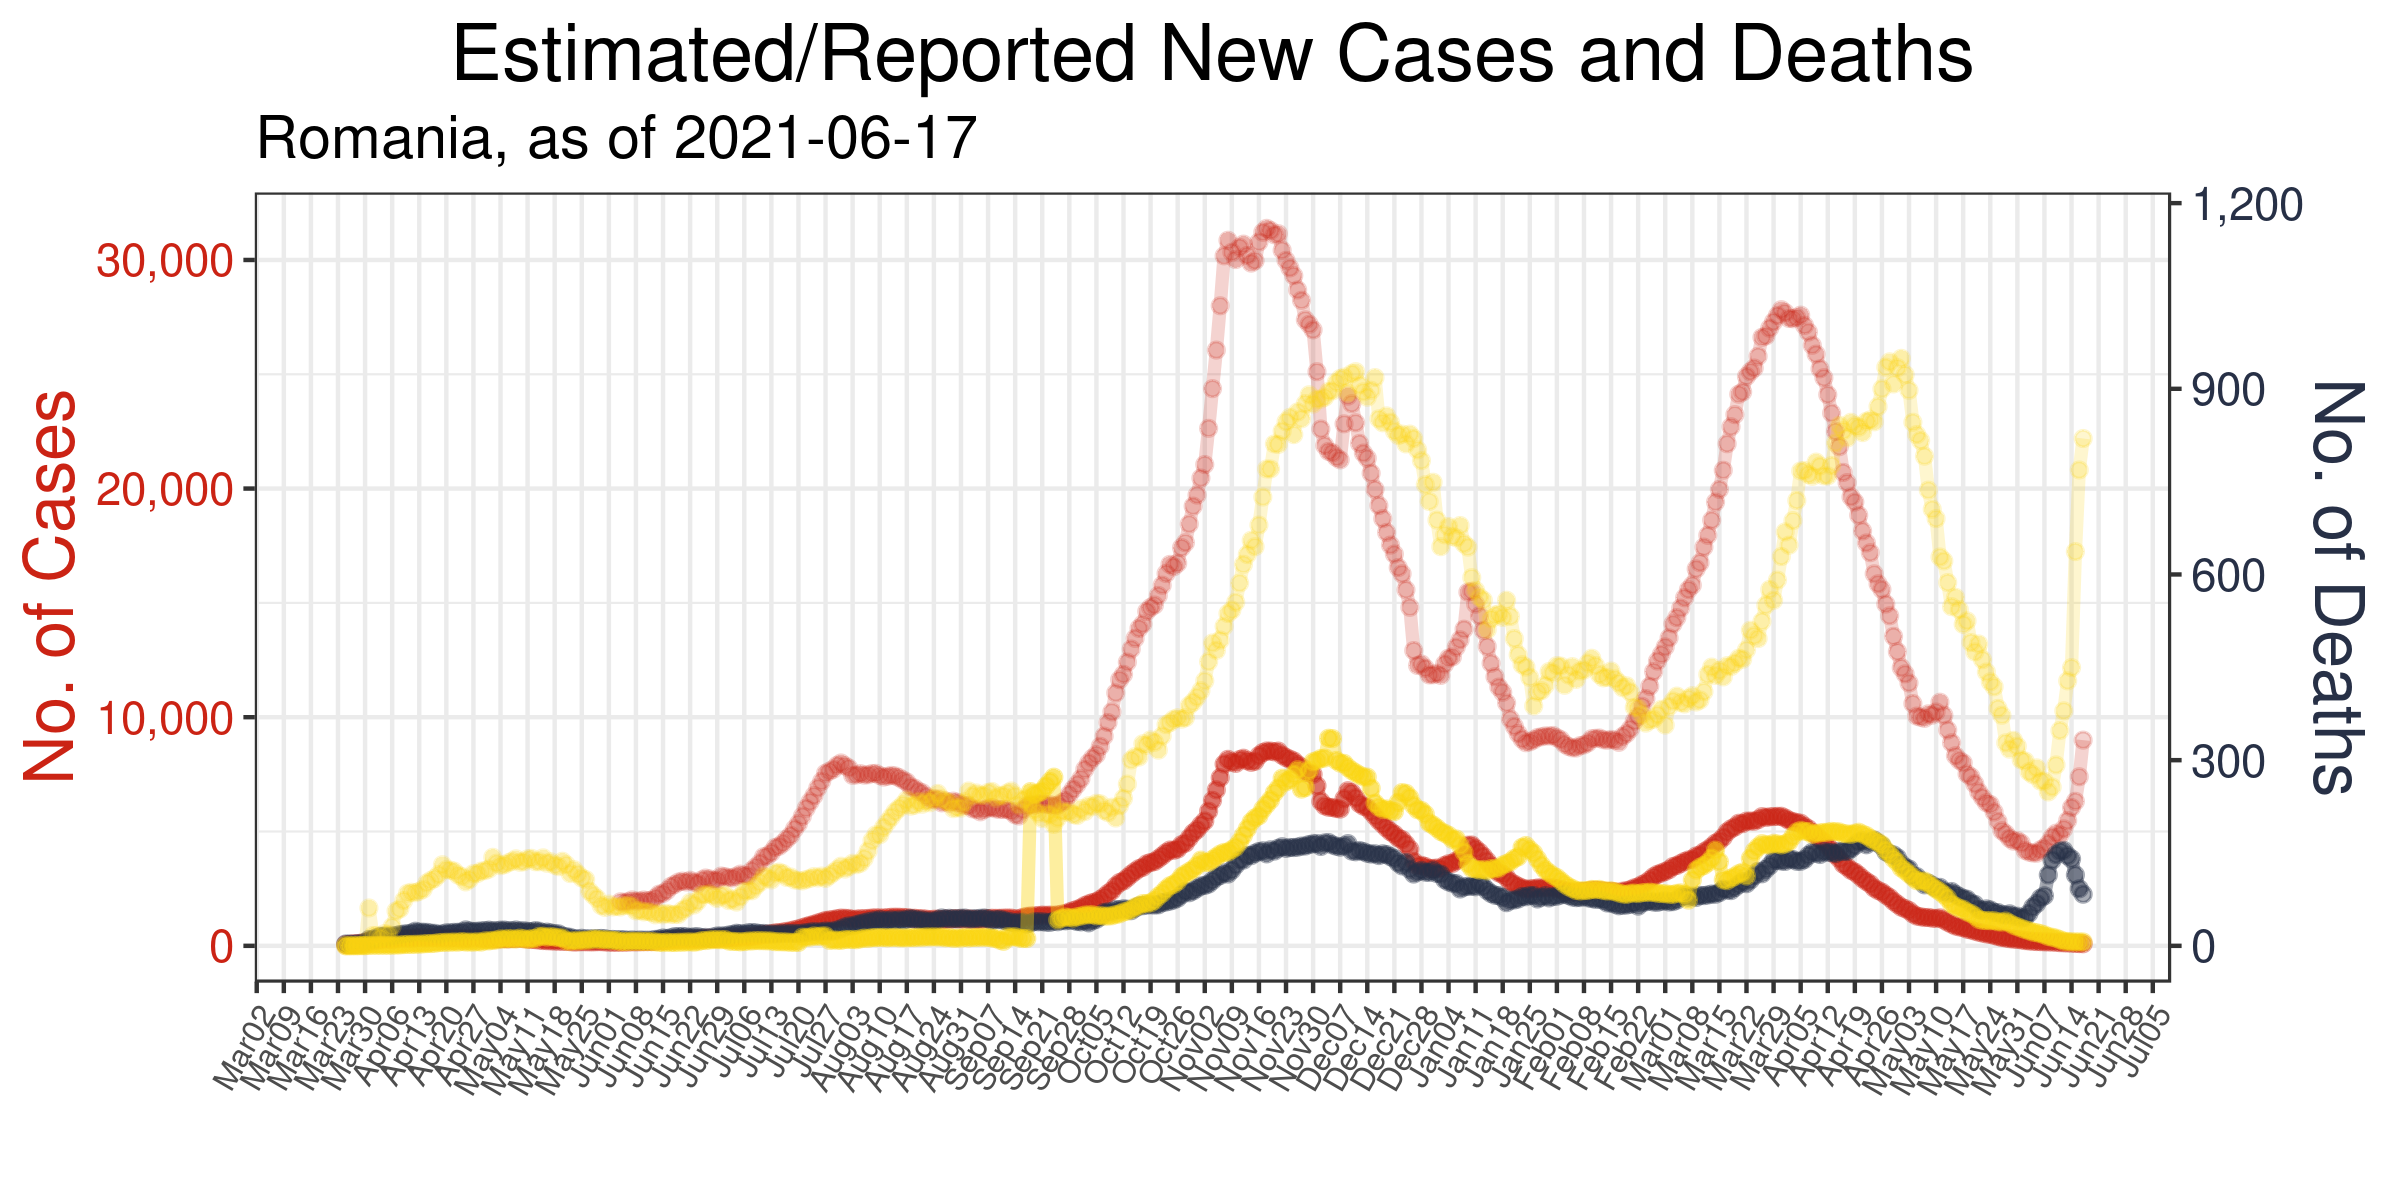 Estimated/Reported New Cases and Deaths
Romania, as of 2021-06-17
No. of Cases
30,000
20,000
10,000
0
1,200
900
600
300
0
No. of Deaths
Mar02
Mar09
Mar16
Mar23
Mar30
Apr06
Apr13
Apr20
Apr27
May04
May11
May18
May25
Jun01
Jun08
Jun15
Jun22
Jun29
Jul06
Jul13
Jul20
Jul27
Aug03
Aug10
Aug17
Aug24
Aug31
Sep07
Sep14
Sep21
Sep28
Oct05
Oct12
Oct19
Oct26
Nov02
Nov09
Nov16
Nov23
Nov30
Dec07
Dec14
Dec21
Dec28
Jan04
Jan11
Jan18
Jan25
Feb01
Feb08
Feb15
Feb22
Mar01
Mar08
Mar15
Mar22
Mar29
Apr05
Apr12
Apr19
Apr26
May03
May10
May17
May24
May31
Jun07
Jun14
Jun21
Jun28
Jul05